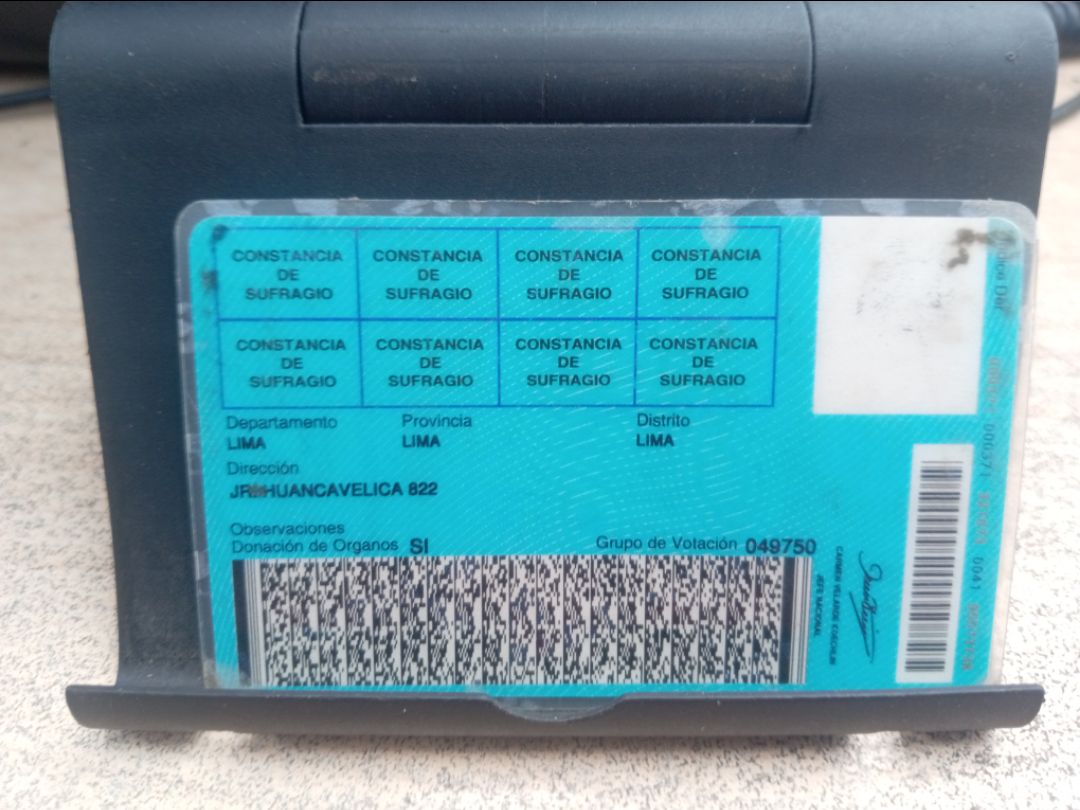 CONSTANCIA DE SUFRAGIO
CONSTANCIA DE SUFRAGIO
CONSTANCIA DE SUFRAGIO
CONSTANCIA DE SUFRAGIO
CONSTANCIA DE SUFRAGIO
CONSTANCIA DE SUFRAGIO
CONSTANCIA DE SUFRAGIO
CONSTANCIA DE SUFRAGIO
Departamento Provincia Distrito
LIMA LIMA LIMA
Dirección
HUANCAVELICA 822
Observaciones
Donación de Organos SI Grupo de Votación 049750
JEFE NACIONAL